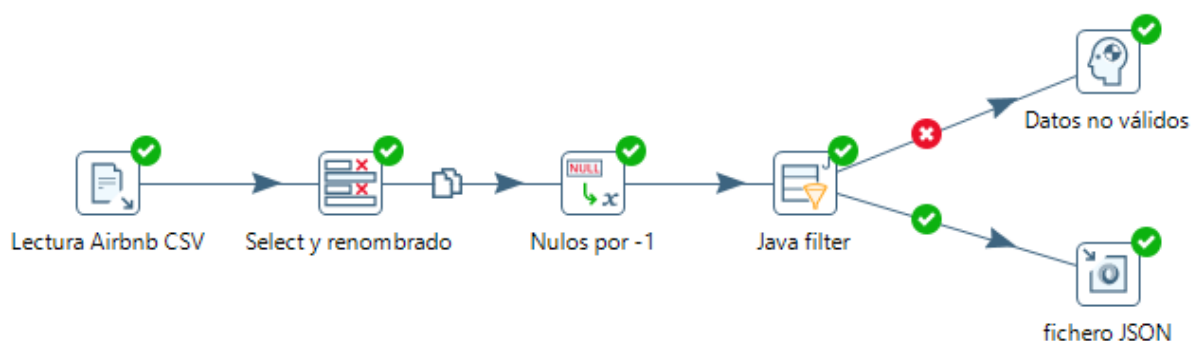 Datos no válidos
NULL
x
J
Lectura Airbnb CSV
Select y renombrado
Nulos por -1
Java filter
fichero JSON